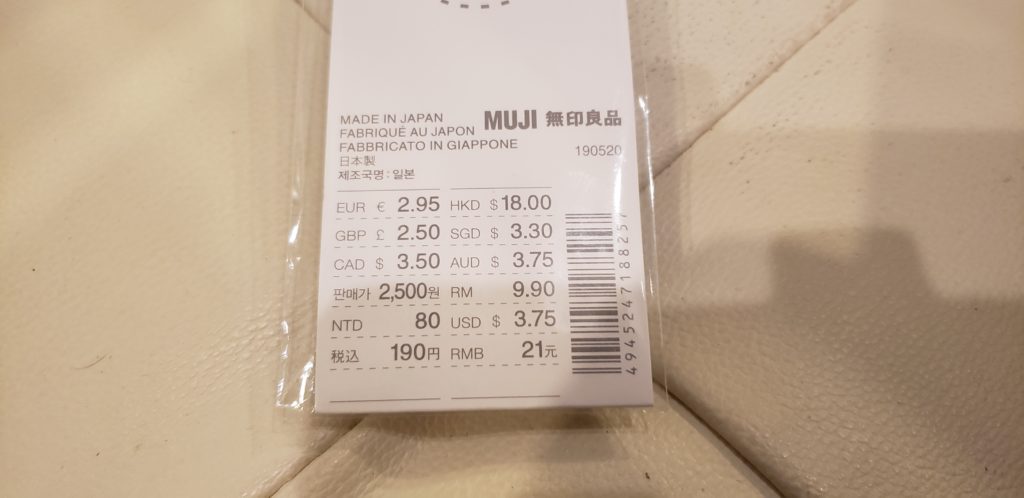 MADE IN JAPAN
FABRIQUÉ AU JAPON
FABBRICATO IN GIAPPONE
日本製
제조국명 : 일본
MUJI 無印良品
190520
EUR € 2.95 HKD $ 18.00
GBP £ 2.50 SGD $ 3.30
CAD $ 3.50 AUD $ 3.75
판매가 2,500원 RM 9.90
NTD 80 USD $ 3.75
税込 190円 RMB 21元
4945247188257